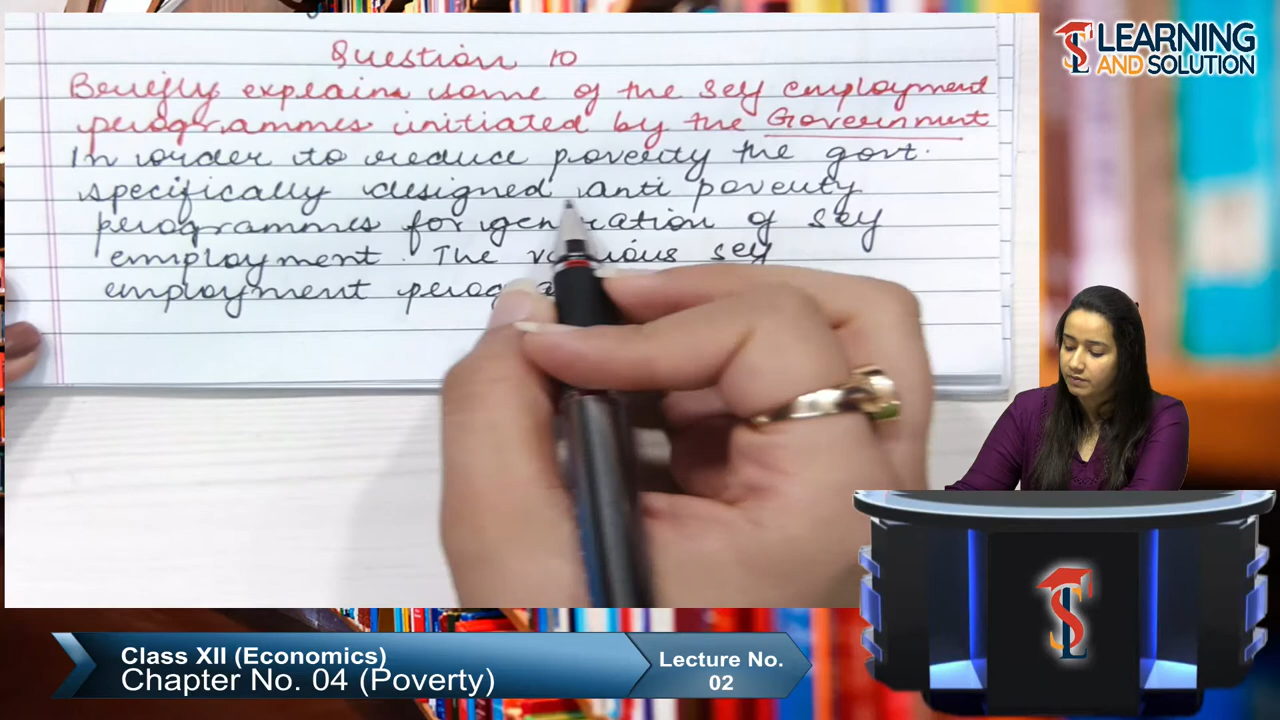 Question 10
Briefly explain some of the self employment
programmes initiated by the Government
In order to reduce poverty the govt.
specifically designed anti poverty
programmes for generation of self
employment. The various self
employment
LEARNING
AND SOLUTION
Class XII (Economics)
Chapter No. 04 (Poverty)
Lecture No.
02